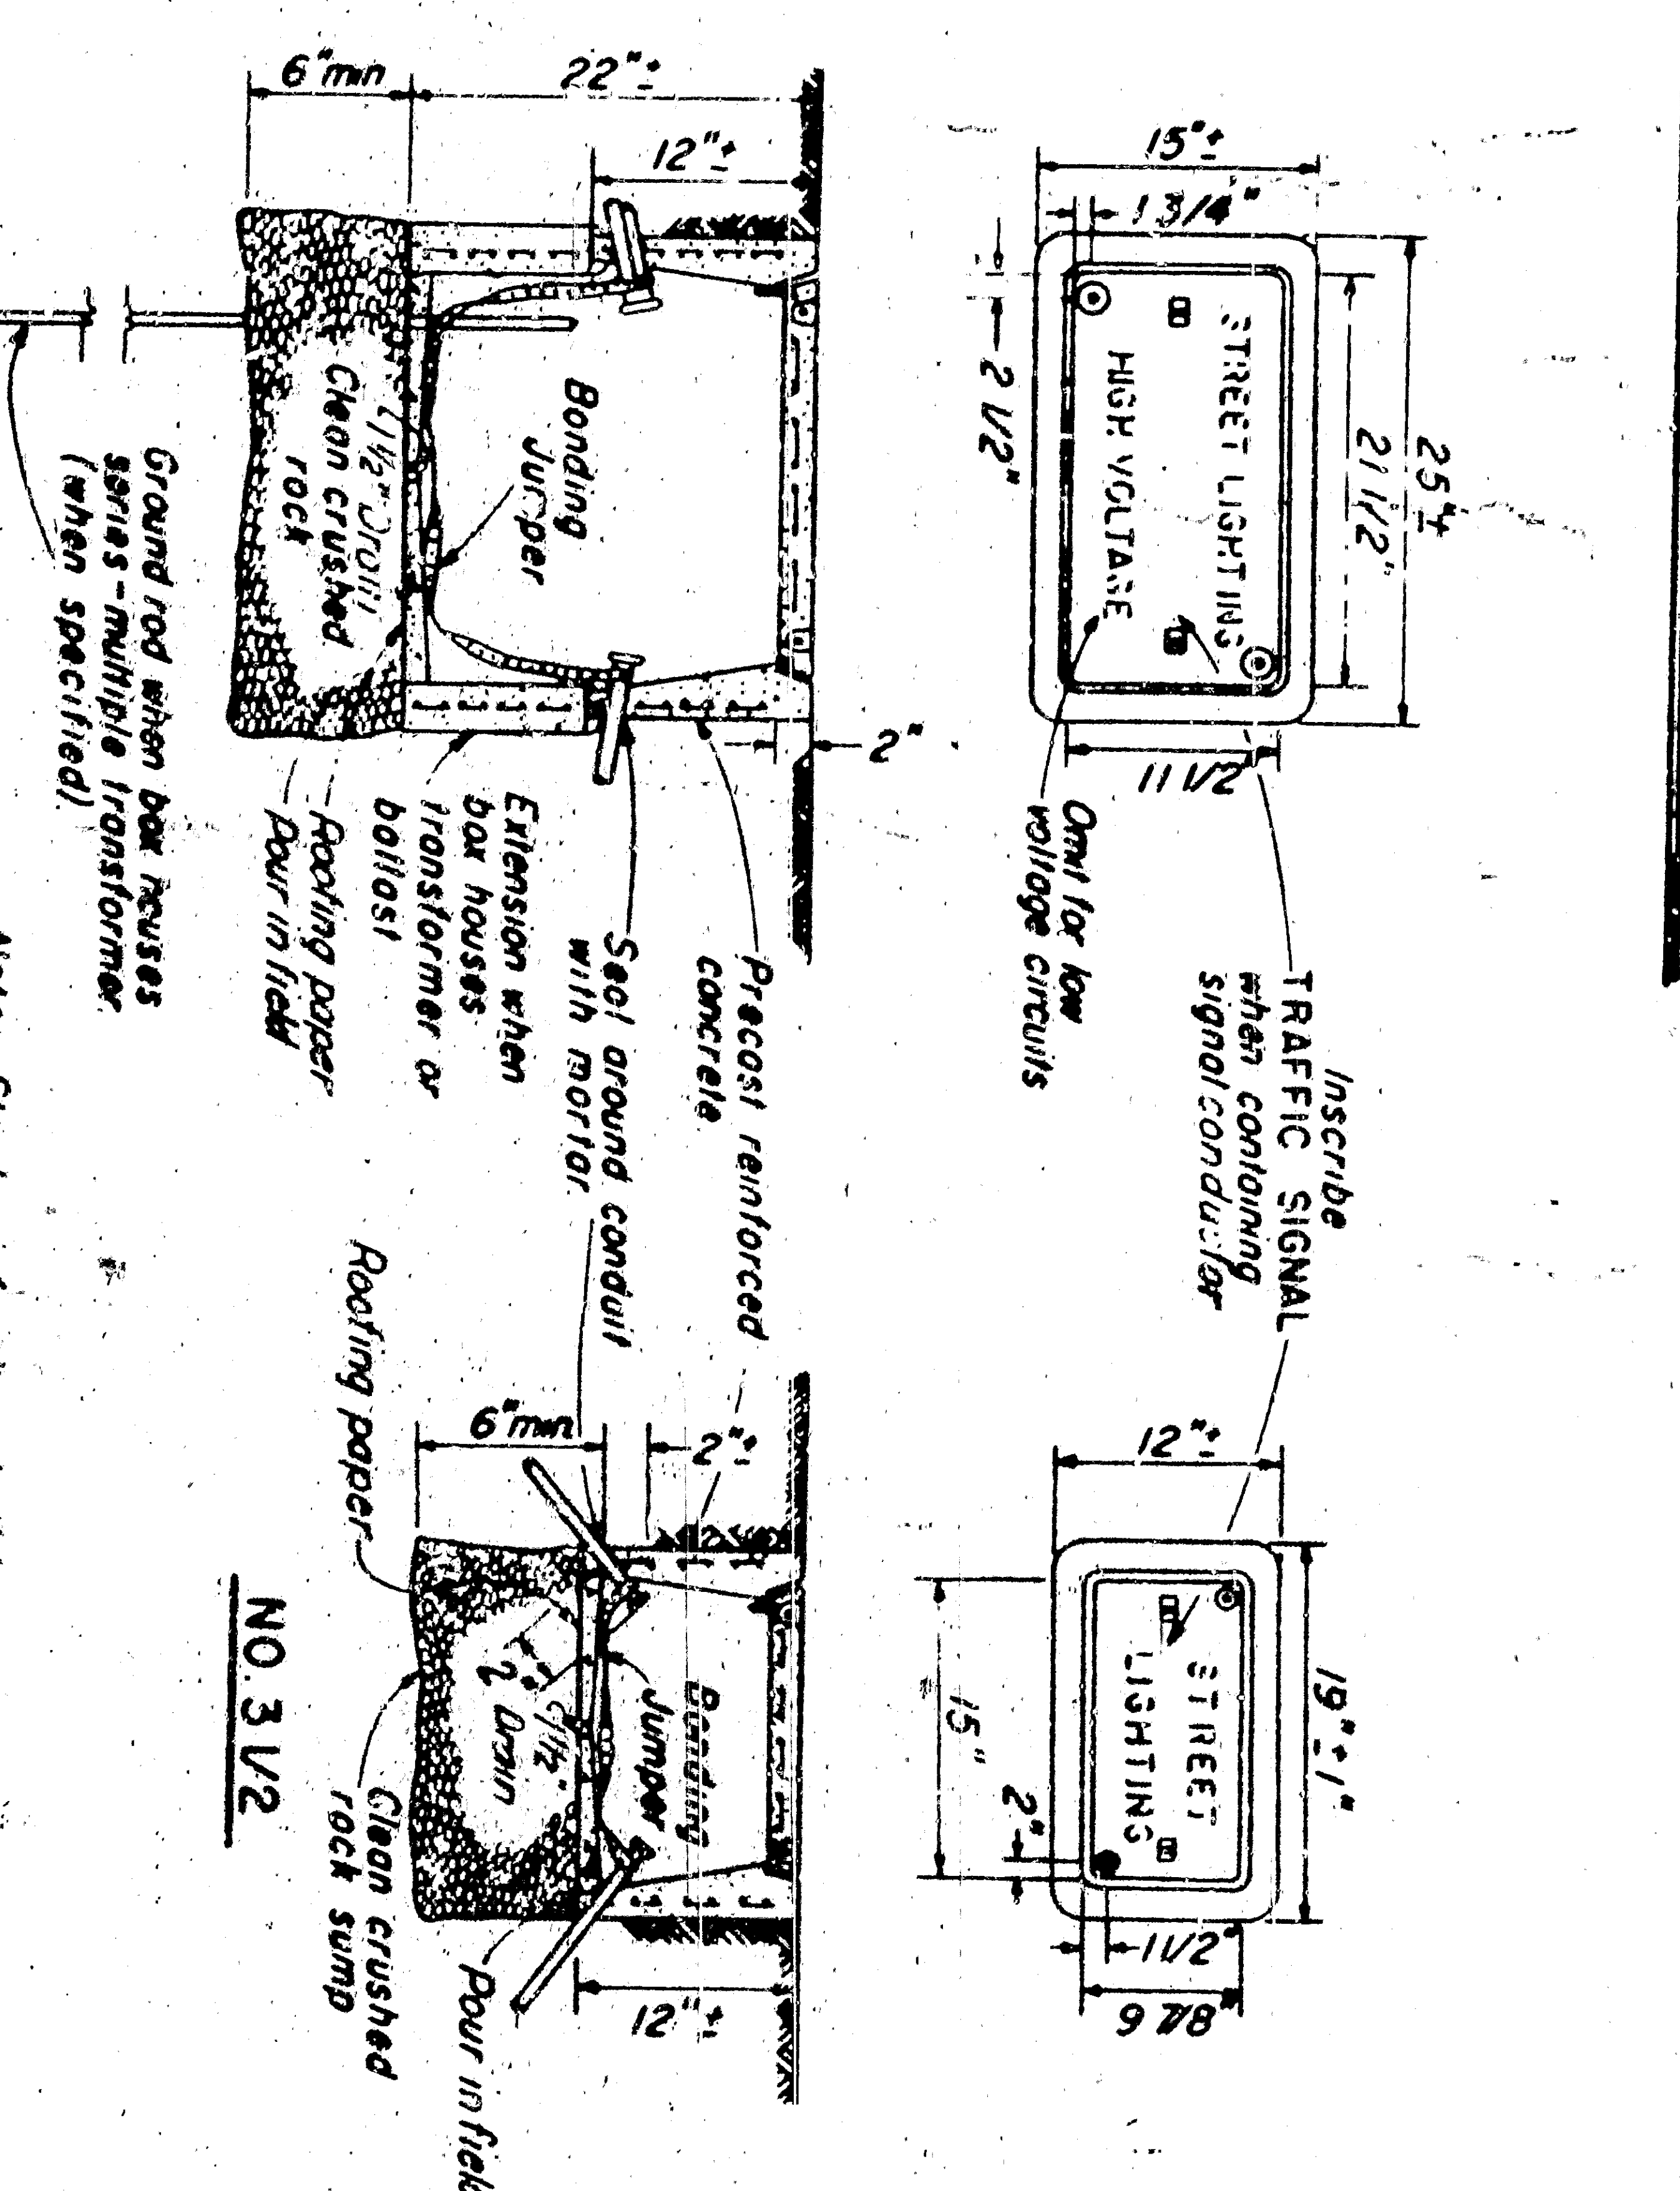 15"±
1 3/4"
2 1/2"
STREET LIGHTING
HIGH VOLTAGE
21 1/2"
25"±
11 1/2
Omit for low
voltage circuits
Inscribe
TRAFFIC SIGNAL
when containing
signal conductor
12"±
STREET
LIGHTING
19"±1"
15"
2"
1 1/2"
9 7/8"
6"min
22"±
12"±
Bonding
Jumper
1 1/2" Drain
Clean crushed
rock
2"
Precast reinforced
concrete
Seal around conduit
with mortar
Extension when
box houses
transformer or
ballast
Roofing paper
Pour in field
Ground rod when box houses
series-multiple transformer
(when specified)
6"min
2"±
Bonding
Jumper
1 1/2"
Drain
12"±
Roofing paper
Clean crushed
rock sump
Pour in field
NO. 3 1/2